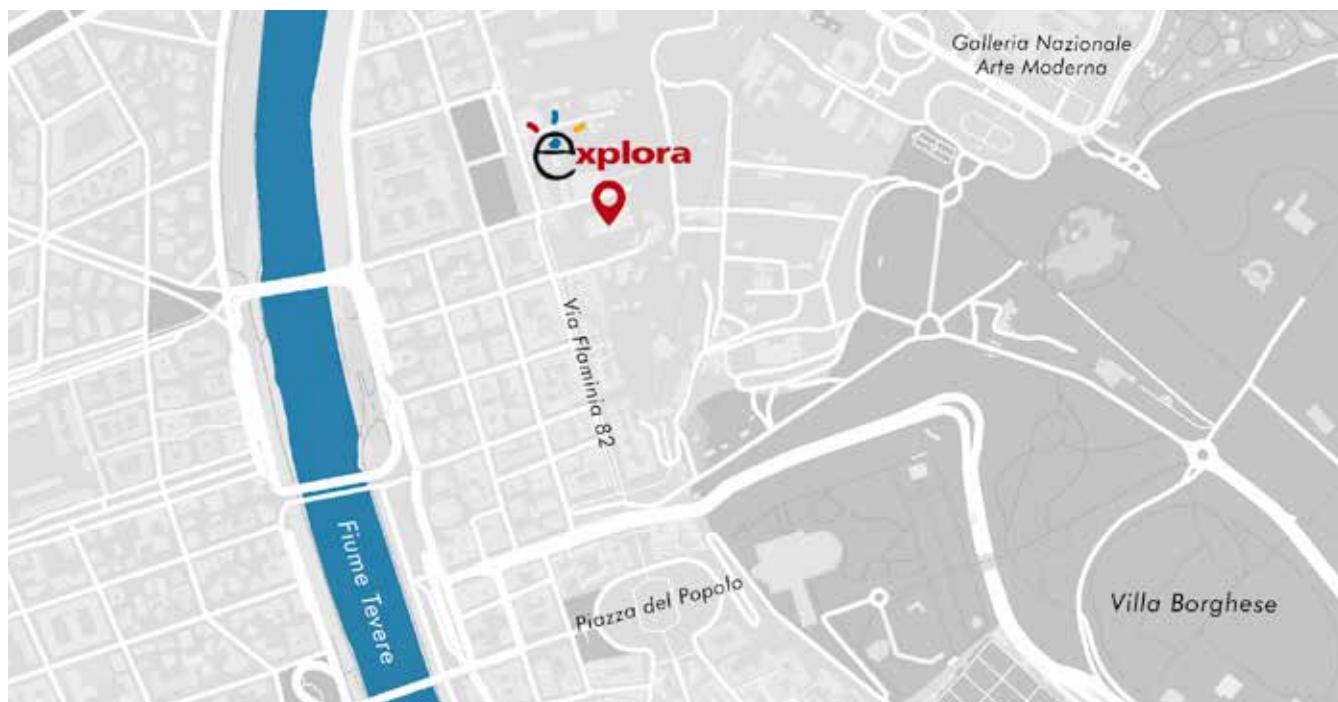 Galleria Nazionale
Arte Moderna
explora
Via Flaminia 82
Fiume Tevere
Piazza del Popolo
Villa Borghese